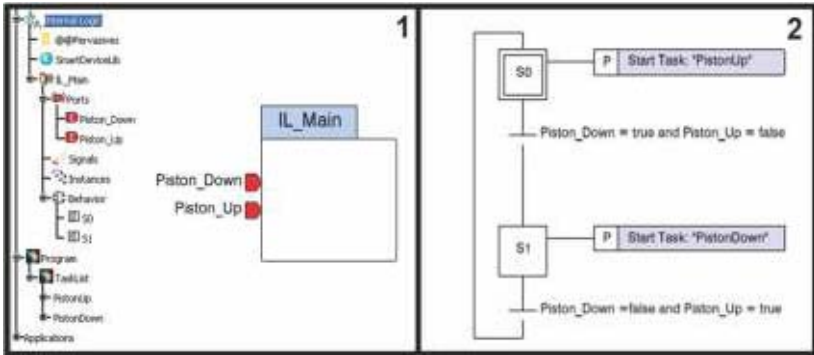 1
Internal Logic
@@Pervasives
SmartDeviceLib
IL_Main
Ports
Piston_Down
Piston_Up
Signals
Instances
Behavior
S0
S1
Program
TaskList
PistonUp
PistonDown
Applications
IL_Main
Piston_Down
Piston_Up
2
S0
P Start Task: "PistonUp"
Piston_Down = true and Piston_Up = false
S1
P Start Task: "PistonDown"
Piston_Down =false and Piston_Up = true